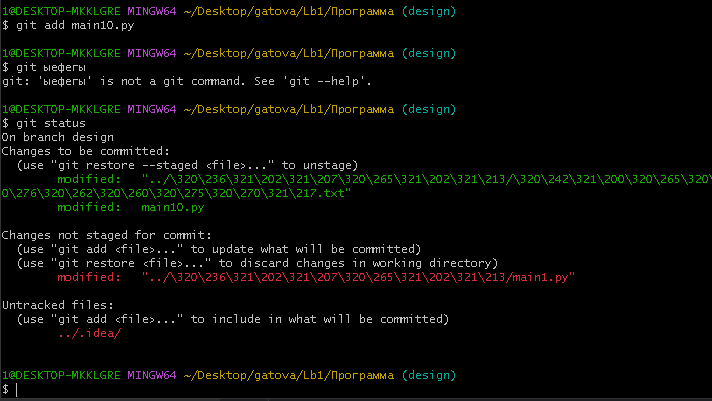 1@DESKTOP-MKKLGRE MINGW64 ~/Desktop/gatova/Lb1/Программа (design)
$ git add main10.py
1@DESKTOP-MKKLGRE MINGW64 ~/Desktop/gatova/Lb1/Программа (design)
$ git ыефегы
git: 'ыефегы' is not a git command. See 'git --help'.
1@DESKTOP-MKKLGRE MINGW64 ~/Desktop/gatova/Lb1/Программа (design)
$ git status
On branch design
Changes to be committed:
  (use "git restore --staged <file>..." to unstage)
        modified:   "../\320\236\321\202\321\207\320\265\321\202\321\213/\320\242\321\200\320\265\320\
0\276\320\262\320\260\320\275\320\270\321\217.txt"
        modified:   main10.py
Changes not staged for commit:
  (use "git add <file>..." to update what will be committed)
  (use "git restore <file>..." to discard changes in working directory)
        modified:   "../\320\236\321\202\321\207\320\265\321\202\321\213/main1.py"
Untracked files:
  (use "git add <file>..." to include in what will be committed)
        ../.idea/
1@DESKTOP-MKKLGRE MINGW64 ~/Desktop/gatova/Lb1/Программа (design)
$